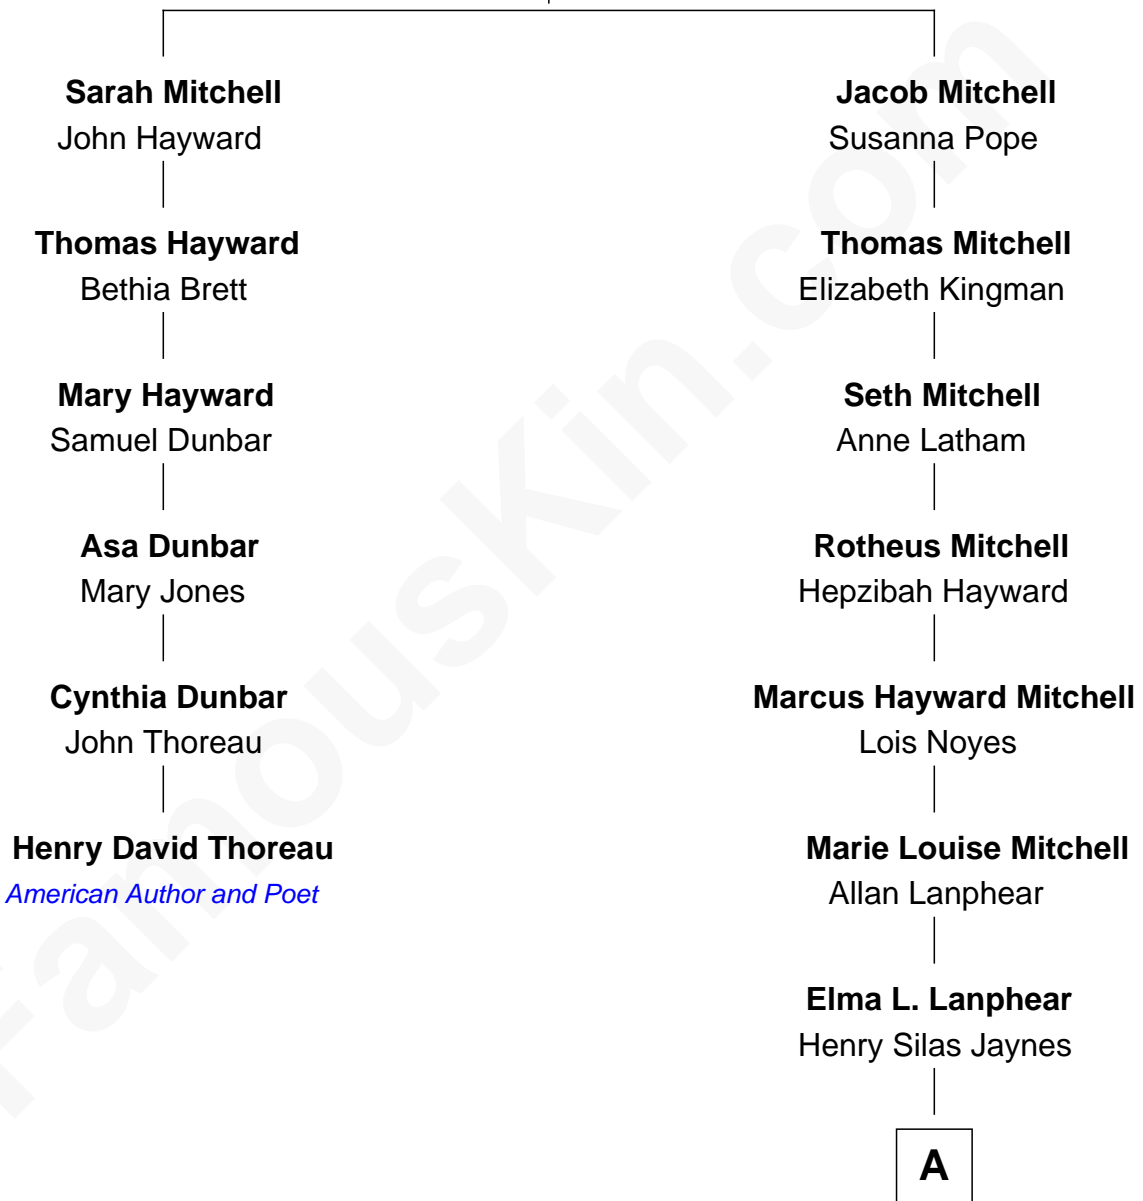 Sarah Mitchell
John Hayward
Thomas Hayward
Bethia Brett
Mary Hayward
Samuel Dunbar
Asa Dunbar
Mary Jones
Cynthia Dunbar
John Thoreau
Henry David Thoreau
American Author and Poet
Jacob Mitchell
Susanna Pope
Thomas Mitchell
Elizabeth Kingman
Seth Mitchell
Anne Latham
Rotheus Mitchell
Hepzibah Hayward
Marcus Hayward Mitchell
Lois Noyes
Marie Louise Mitchell
Allan Lanphear
Elma L. Lanphear
Henry Silas Jaynes
A
FamousKin.com